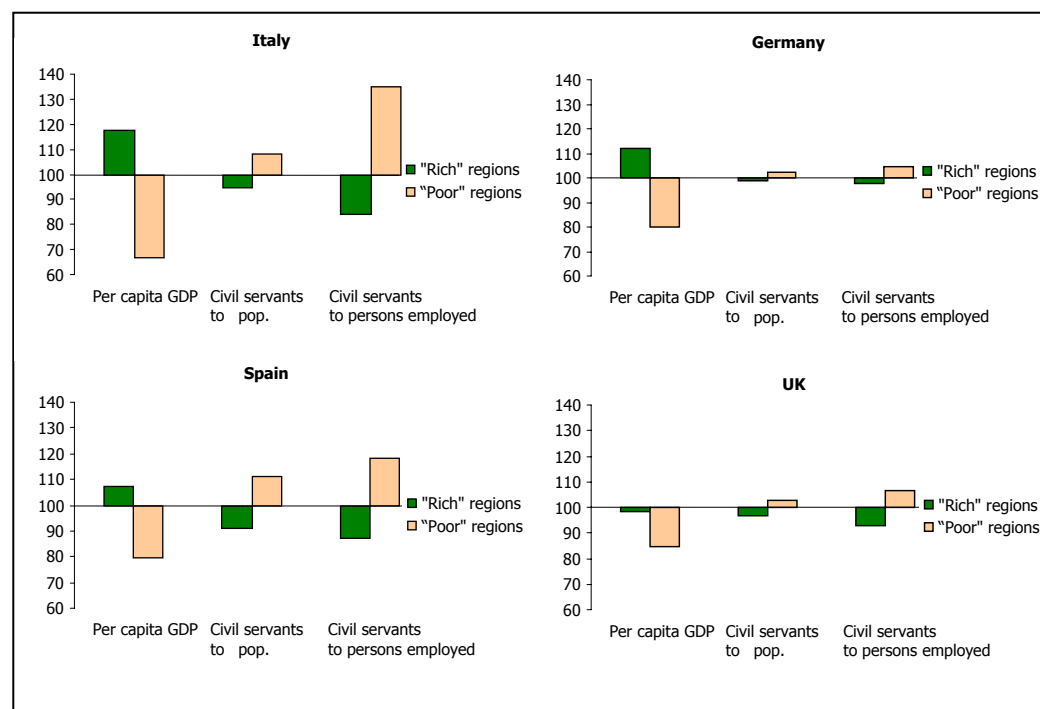 Italy
140
130
120
110
100
90
80
70
60
"Rich" regions
“Poor” regions
Per capita GDP
Civil servants
to pop.
Civil servants
to persons employed
Germany
140
130
120
110
100
90
80
70
60
"Rich" regions
“Poor” regions
Per capita GDP
Civil servants
to pop.
Civil servants
to persons employed
Spain
140
130
120
110
100
90
80
70
60
"Rich" regions
“Poor” regions
Per capita GDP
Civil servants
to pop.
Civil servants
to persons employed
UK
140
130
120
110
100
90
80
70
60
"Rich" regions
“Poor” regions
Per capita GDP
Civil servants
to pop.
Civil servants
to persons employed